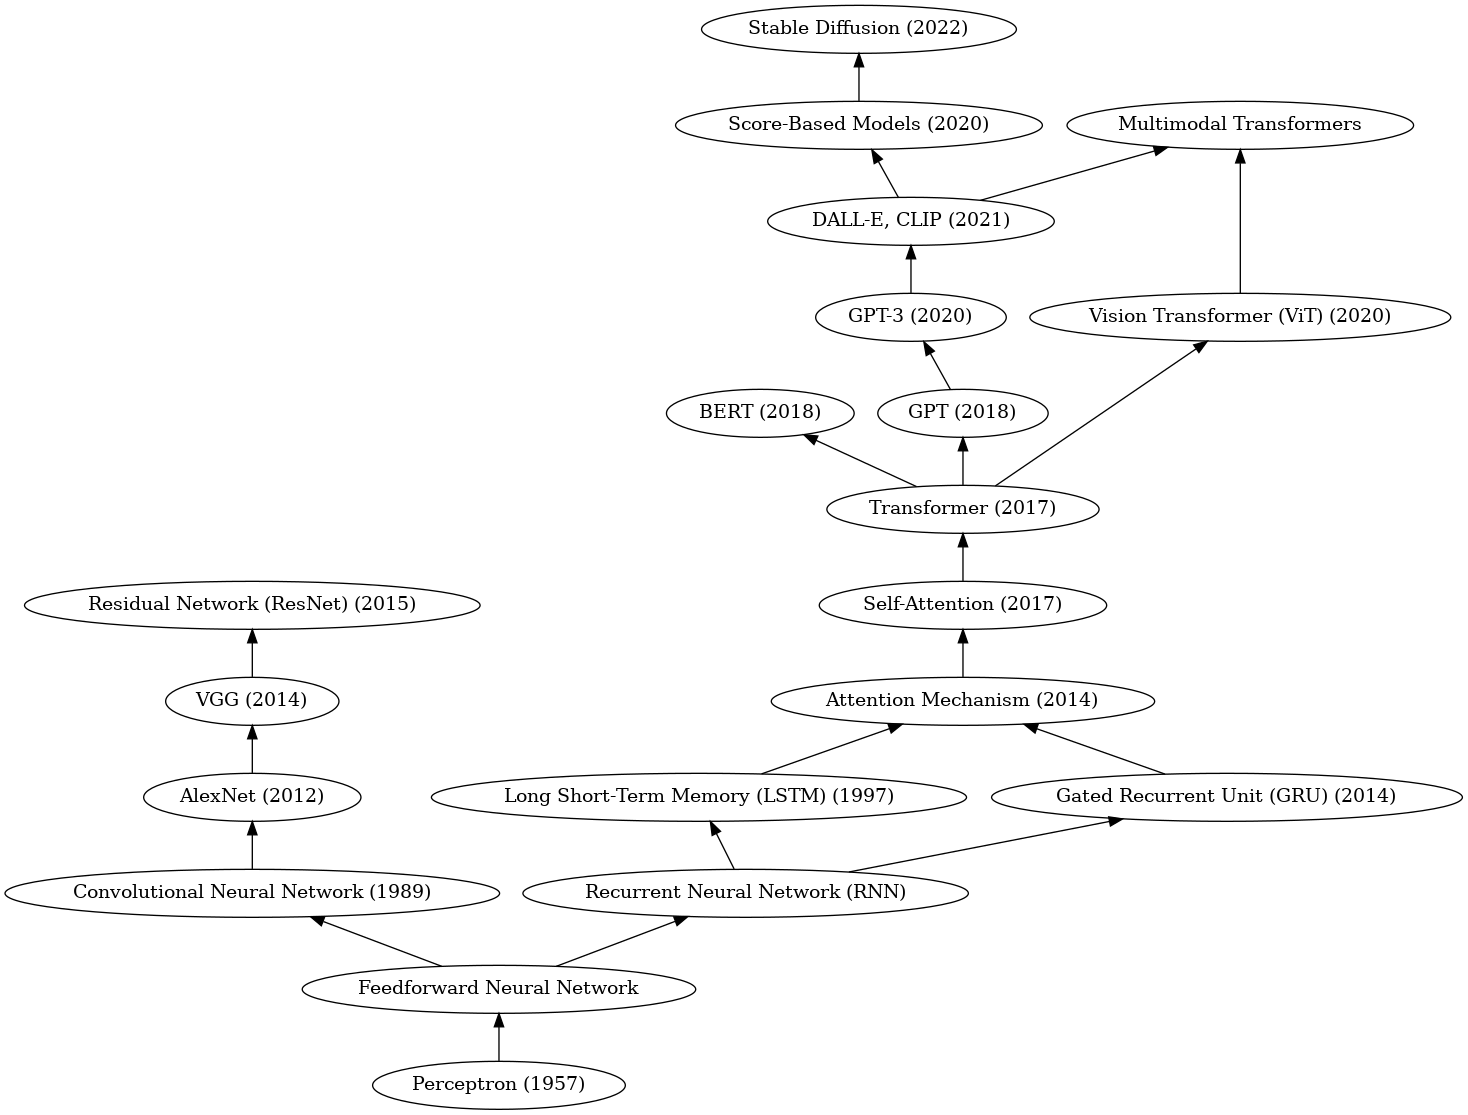 Stable Diffusion (2022)
Score-Based Models (2020)
Multimodal Transformers
DALL-E, CLIP (2021)
GPT-3 (2020)
Vision Transformer (ViT) (2020)
BERT (2018)
GPT (2018)
Transformer (2017)
Residual Network (ResNet) (2015)
Self-Attention (2017)
VGG (2014)
Attention Mechanism (2014)
AlexNet (2012)
Long Short-Term Memory (LSTM) (1997)
Gated Recurrent Unit (GRU) (2014)
Convolutional Neural Network (1989)
Recurrent Neural Network (RNN)
Feedforward Neural Network
Perceptron (1957)